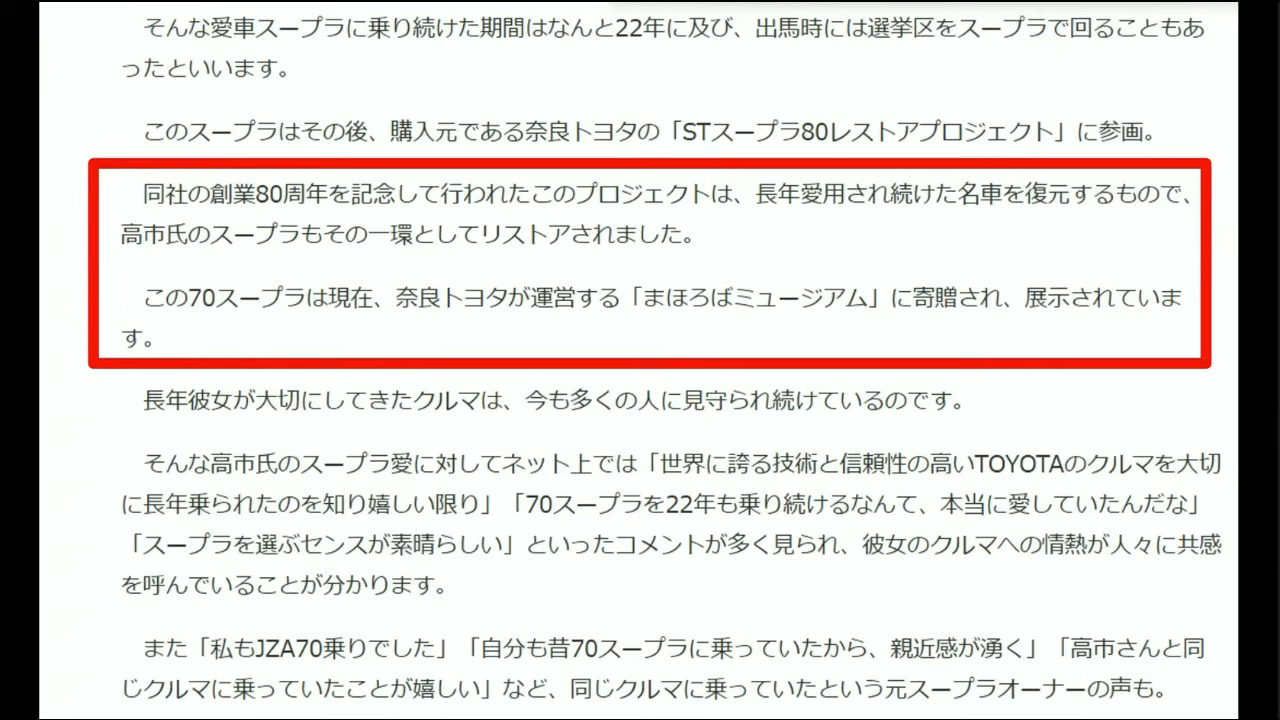 そんな愛車スープラに乗り続けた期間はなんと22年に及び、出馬時には選挙区をスープラで回ることもあ
ったといいます。
このスープラはその後、購入元である奈良トヨタの「STスープラ80レストアプロジェクト」に参画。
同社の創業80周年を記念して行われたこのプロジェクトは、長年愛用され続けた名車を復元するもので、
高市氏のスープラもその一環としてリストアされました。
この70スープラは現在、奈良トヨタが運営する「まほろばミュージアム」に寄贈され、展示されていま
す。
長年彼女が大切にしてきたクルマは、今も多くの人に見守られ続けているのです。
そんな高市氏のスープラ愛に対してネット上では「世界に誇る技術と信頼性の高いTOYOTAのクルマを大切
に長年乗られたのを知り嬉しい限り」「70スープラを22年も乗り続けるなんて、本当に愛していたんだな」
「スープラを選ぶセンスが素晴らしい」といったコメントが多く見られ、彼女のクルマへの情熱が人々に共感
を呼んでいることが分かります。
また「私もJZA70乗りでした」「自分も昔70スープラに乗っていたから、親近感が湧く」「高市さんと同
じクルマに乗っていたことが嬉しい」など、同じクルマに乗っていたという元スープラオーナーの声も。